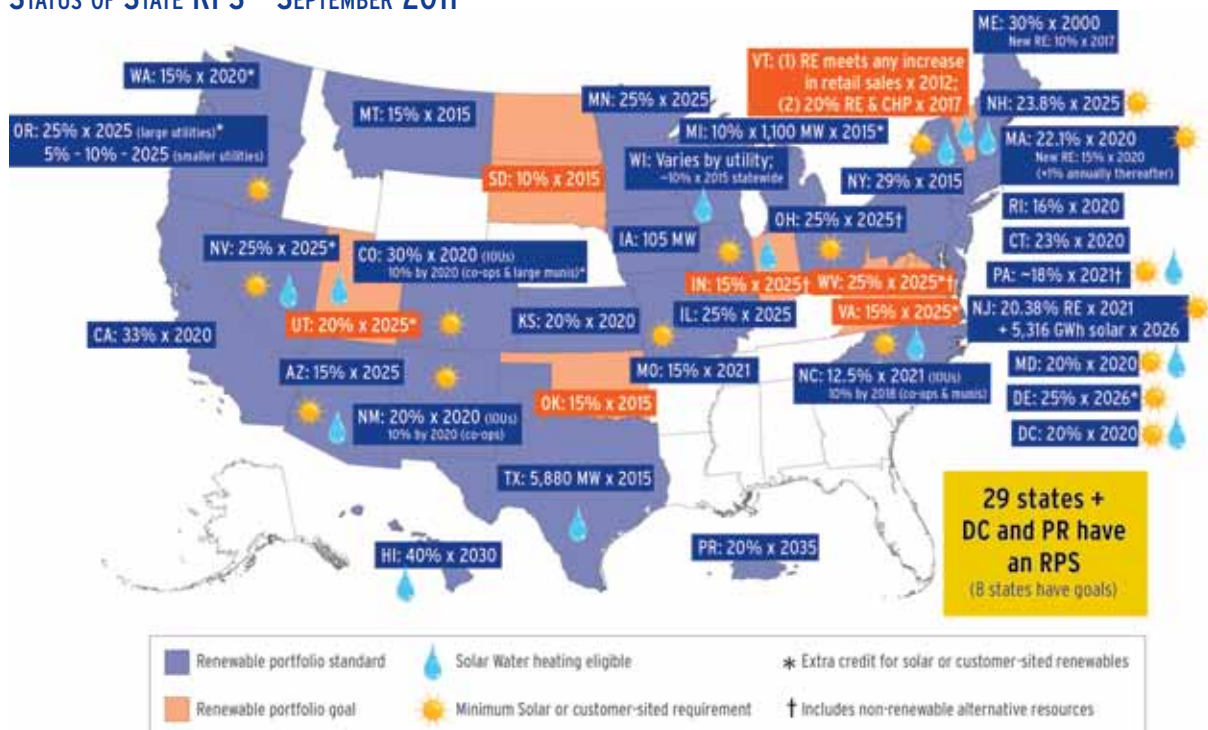 STATUS OF STATE RPS – SEPTEMBER 2011
ME: 30% x 2000
New RE: 10% x 2017
WA: 15% x 2020*
VT: (1) RE meets any increase
in retail sales x 2012;
(2) 20% RE & CHP x 2017
MN: 25% x 2025
NH: 23.8% x 2025
MT: 15% x 2015
OR: 25% x 2025 (large utilities)*
5% - 10% - 2025 (smaller utilities)
MI: 10% x 1,100 MW x 2015*
MA: 22.1% x 2020
New RE: 15% x 2020
(+1% annually thereafter)
WI: Varies by utility;
~10% x 2015 statewide
SD: 10% x 2015
NY: 29% x 2015
RI: 16% x 2020
OH: 25% x 2025†
NV: 25% x 2025*
CO: 30% x 2020 (IOUs)
10% by 2020 (co-ops & large munis)*
IA: 105 MW
CT: 23% x 2020
PA: ~18% x 2021†
IN: 15% x 2025†
WV: 25% x 2025*†
UT: 20% x 2025*
KS: 20% x 2020
IL: 25% x 2025
VA: 15% x 2025*
NJ: 20.38% RE x 2021
+ 5,316 GWh solar x 2026
CA: 33% x 2020
AZ: 15% x 2025
MO: 15% x 2021
NC: 12.5% x 2021 (IOUs)
10% by 2018 (co-ops & munis)
MD: 20% x 2020
OK: 15% x 2015
DE: 25% x 2026*
NM: 20% x 2020 (IOUs)
10% by 2020 (co-ops)
DC: 20% x 2020
TX: 5,880 MW x 2015
29 states +
DC and PR have
an RPS
(8 states have goals)
HI: 40% x 2030
PR: 20% x 2035
Renewable portfolio standard
Solar Water heating eligible
* Extra credit for solar or customer-sited renewables
Renewable portfolio goal
Minimum Solar or customer-sited requirement
† Includes non-renewable alternative resources